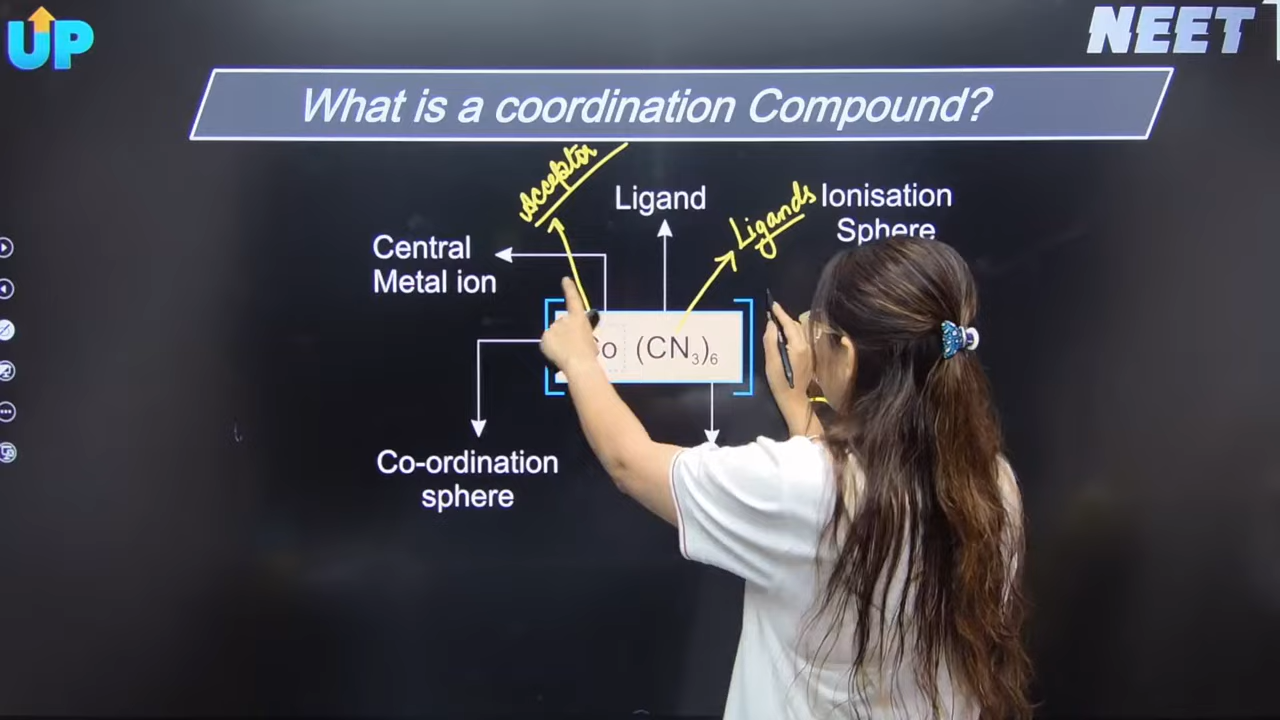 UP
NEET
What is a coordination Compound?
Acceptor
Ligand
Ligands
Ionisation
Sphere
Central
Metal ion
(CN₃)₆
Co-ordination
sphere